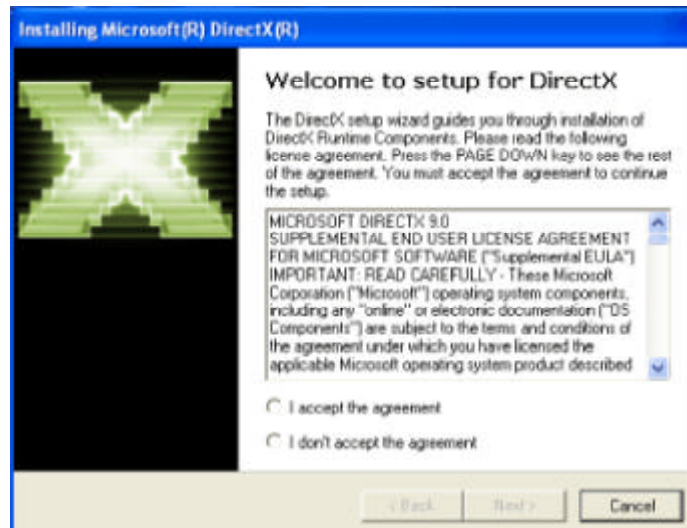 Installing Microsoft(R) DirectX(R)
Welcome to setup for DirectX
The DirectX setup wizard guides you through installation of
DirectX Runtime Components. Please read the following
license agreement. Press the PAGE DOWN key to see the rest
of the agreement. You must accept the agreement to continue
the setup.
MICROSOFT DIRECTX 9.0
SUPPLEMENTAL END USER LICENSE AGREEMENT
FOR MICROSOFT SOFTWARE ("Supplemental EULA")
IMPORTANT: READ CAREFULLY - These Microsoft
Corporation ("Microsoft") operating system components,
including any "online" or electronic documentation ("OS
Components") are subject to the terms and conditions of
the agreement under which you have licensed the
applicable Microsoft operating system product described
I accept the agreement
I don't accept the agreement
< Back Next > Cancel